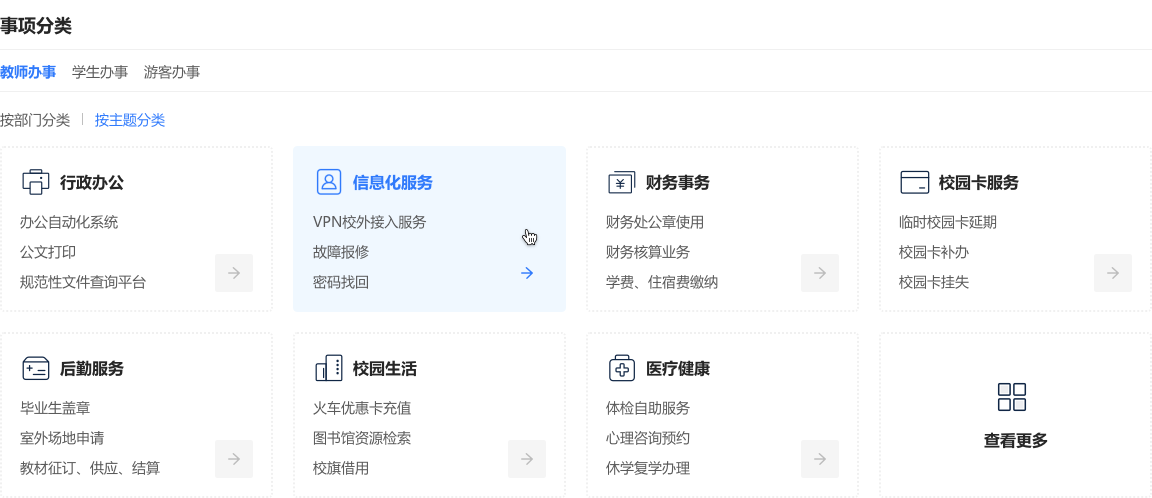 事项分类
教师办事 学生办事 游客办事
按部门分类 按主题分类
行政办公
办公自动化系统
公文打印
规范性文件查询平台
信息化服务
VPN校外接入服务
故障报修
密码找回
财务事务
财务处公章使用
财务核算业务
学费、住宿费缴纳
校园卡服务
临时校园卡延期
校园卡补办
校园卡挂失
后勤服务
毕业生盖章
室外场地申请
教材征订、供应、结算
校园生活
火车优惠卡充值
图书馆资源检索
校旗借用
医疗健康
体检自助服务
心理咨询预约
休学复学办理
查看更多